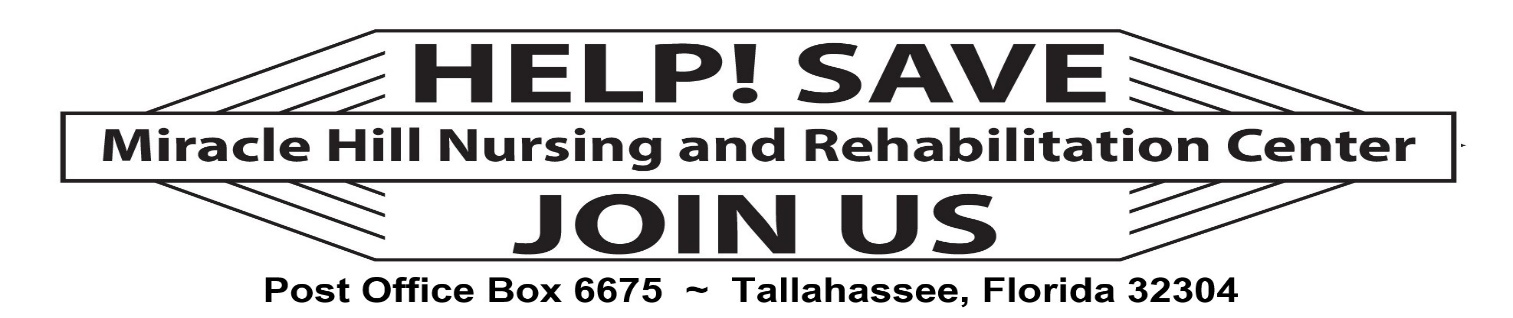 HELP! SAVE
Miracle Hill Nursing and Rehabilitation Center
JOIN US
Post Office Box 6675 ~ Tallahassee, Florida 32304